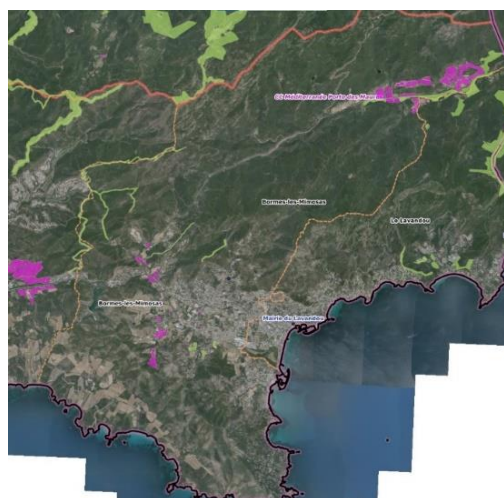 CC Méditerranée Porte des Maures
Bormes-les-Mimosas
Le Lavandou
Bormes-les-Mimosas
Mairie du Lavandou